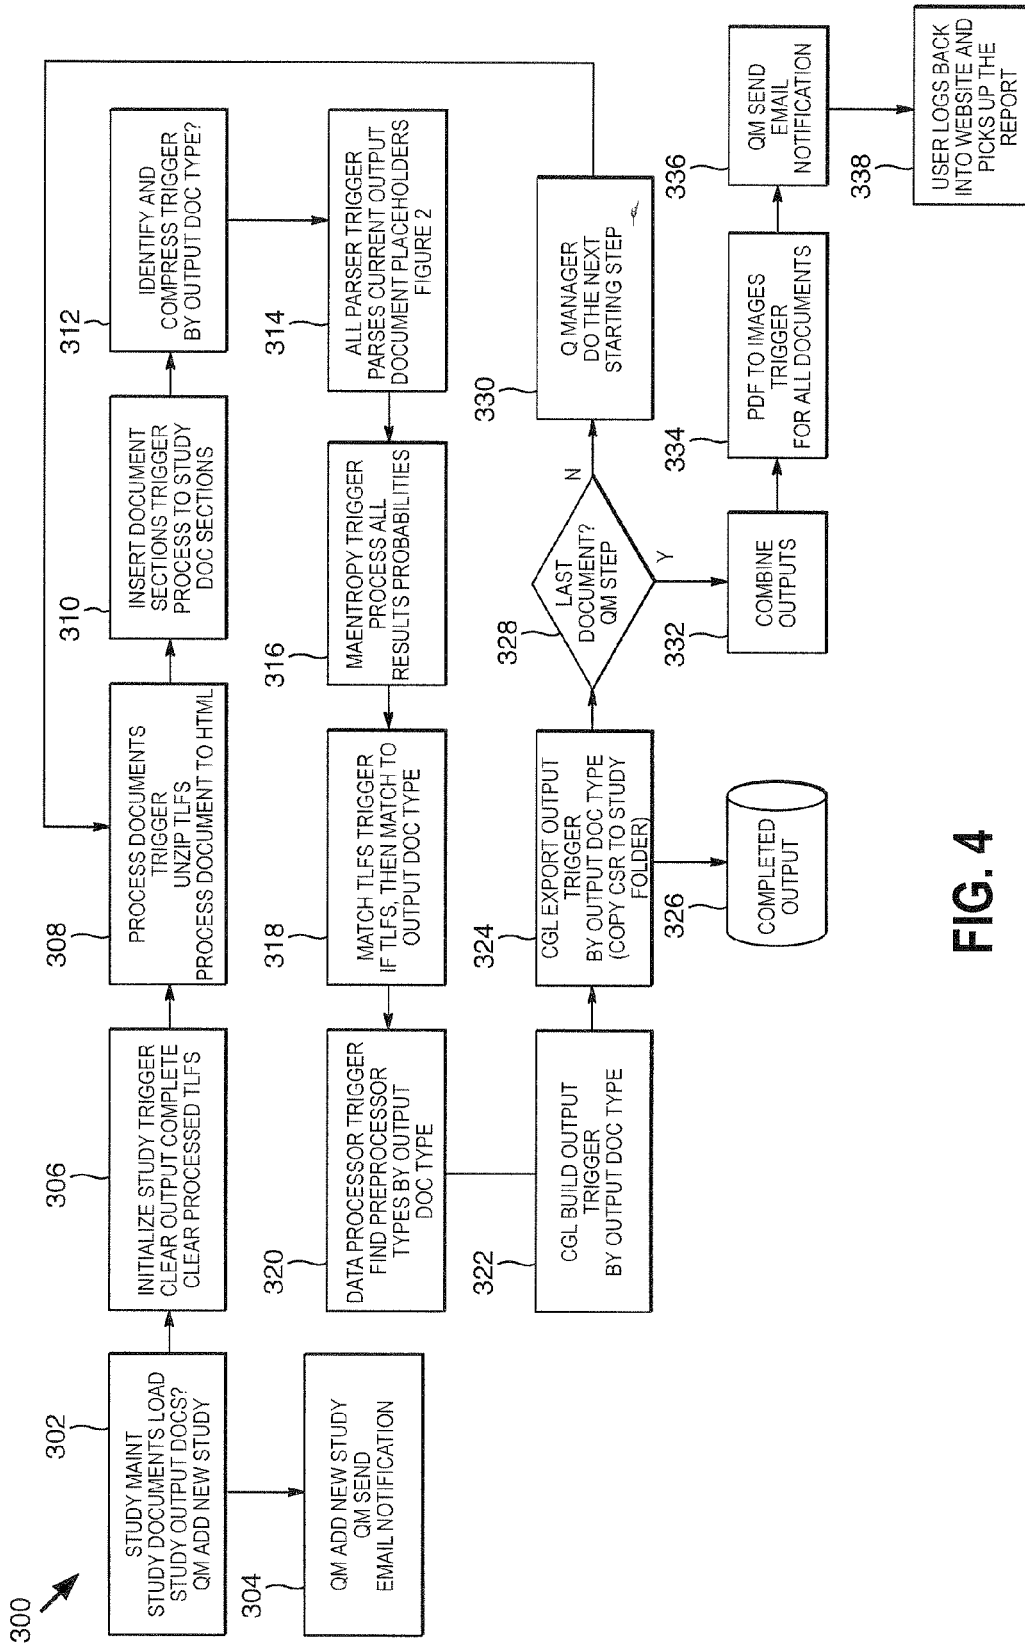 300
302
STUDY MAINT
STUDY DOCUMENTS LOAD
STUDY OUTPUT DOCS?
QM ADD NEW STUDY
304
QM ADD NEW STUDY
QM SEND
EMAIL NOTIFICATION
306
INITIALIZE STUDY TRIGGER
CLEAR OUTPUT COMPLETE
CLEAR PROCESSED TLFS
308
PROCESS DOCUMENTS
TRIGGER
UNZIP TLFS
PROCESS DOCUMENT TO HTML
310
INSERT DOCUMENT
SECTIONS TRIGGER
PROCESS TO STUDY
DOC SECTIONS
312
IDENTIFY AND
COMPRESS TRIGGER
BY OUTPUT DOC TYPE?
314
ALL PARSER TRIGGER
PARSES CURRENT OUTPUT
DOCUMENT PLACEHOLDERS
FIGURE 2
316
MAENTROPY TRIGGER
PROCESS ALL
RESULTS PROBABILITIES
318
MATCH TLFS TRIGGER
IF TLFS, THEN MATCH TO
OUTPUT DOC TYPE
320
DATA PROCESSOR TRIGGER
FIND PREPROCESSOR
TYPES BY OUTPUT
DOC TYPE
322
CGL BUILD OUTPUT
TRIGGER
BY OUTPUT DOC TYPE
324
CGL EXPORT OUTPUT
TRIGGER
BY OUTPUT DOC TYPE
(COPY CSR TO STUDY
FOLDER)
326
COMPLETED
OUTPUT
328
LAST
DOCUMENT?
QM STEP
N
Y
330
Q MANAGER
DO THE NEXT
STARTING STEP
332
COMBINE
OUTPUTS
334
PDF TO IMAGES
TRIGGER
FOR ALL DOCUMENTS
336
QM SEND
EMAIL
NOTIFICATION
338
USER LOGS BACK
INTO WEBSITE AND
PICKS UP THE
REPORT
FIG. 4